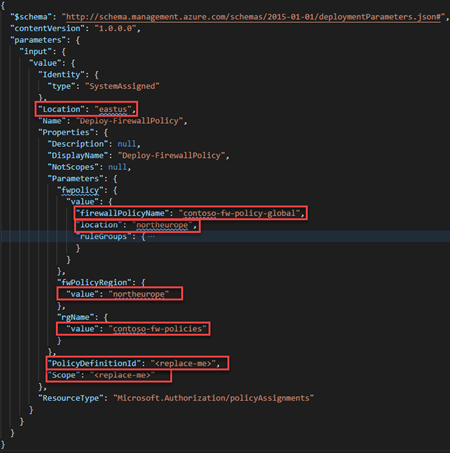 {
"$schema": "http://schema.management.azure.com/schemas/2015-01-01/deploymentParameters.json#",
"contentVersion": "1.0.0.0",
"parameters": {
"input": {
"value": {
"Identity": {
"type": "SystemAssigned"
},
"Location": "eastus",
"Name": "Deploy-FirewallPolicy",
"Properties": {
"Description": null,
"DisplayName": "Deploy-FirewallPolicy",
"NotScopes": null,
"Parameters": {
"fwpolicy": {
"value": {
"firewallPolicyName": "contoso-fw-policy-global",
"location": "northeurope",
"ruleGroups": { ...
}
}
},
"fwPolicyRegion": {
"value": "northeurope"
},
"rgName": {
"value": "contoso-fw-policies"
}
},
"PolicyDefinitionId": "<replace-me>",
"Scope": "<replace-me>"
},
"ResourceType": "Microsoft.Authorization/policyAssignments"
}
}
}
}